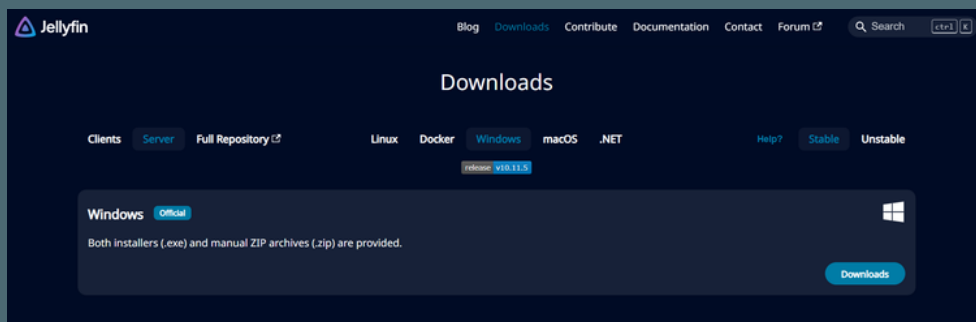 Jellyfin Blog Downloads Contribute Documentation Contact Forum Search ctrl K
Downloads
Clients Server Full Repository Linux Docker Windows macOS .NET Help? Stable Unstable
release v10.11.5
Windows Official
Both installers (.exe) and manual ZIP archives (.zip) are provided.
Downloads